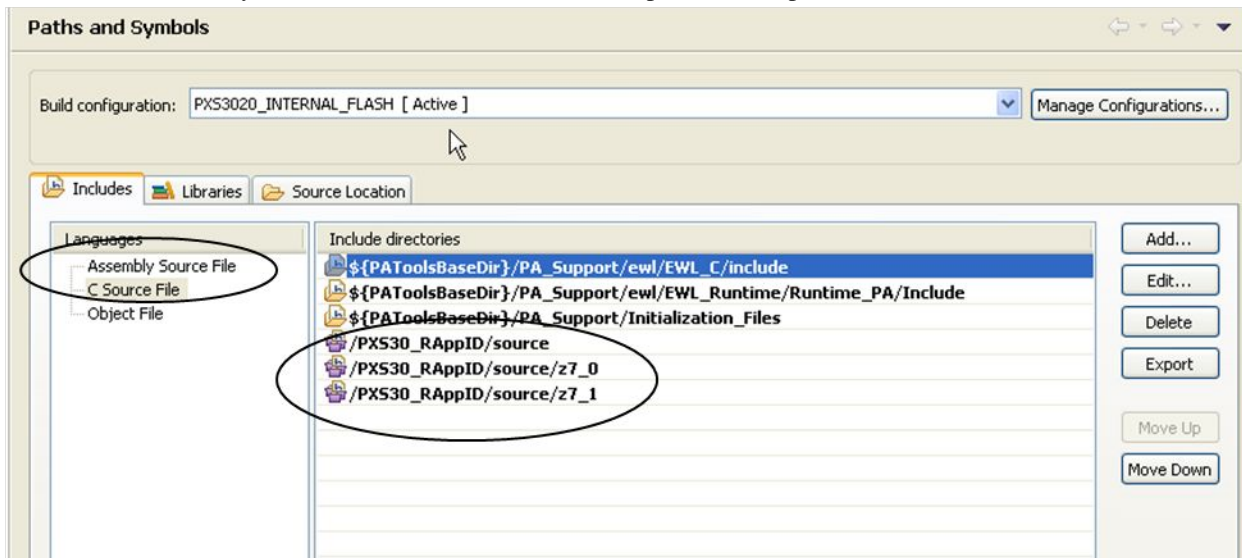 Paths and Symbols
Build configuration: PXS3020_INTERNAL_FLASH [ Active ]
Manage Configurations...
Includes
Libraries
Source Location
Languages
Assembly Source File
C Source File
Object File
Include directories
${PAToolsBaseDir}/PA_Support/ewl/EWL_C/include
${PAToolsBaseDir}/PA_Support/ewl/EWL_Runtime/Runtime_PA/Include
${PAToolsBaseDir}/PA_Support/Initialization_Files
/PXS30_RAppID/source
/PXS30_RAppID/source/z7_0
/PXS30_RAppID/source/z7_1
Add...
Edit...
Delete
Export
Move Up
Move Down